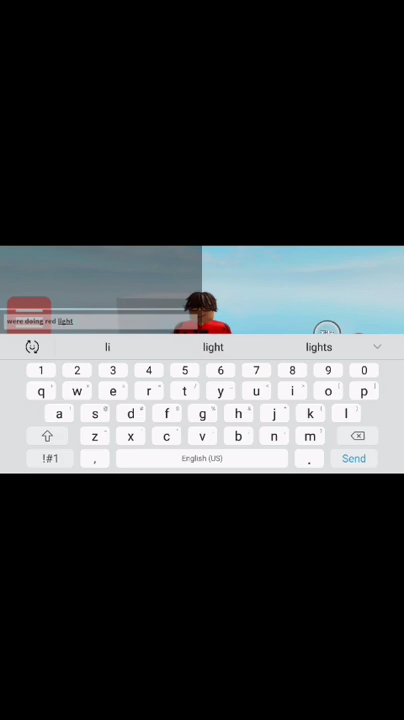 were doing red light
li light lights
1 2 3 4 5 6 7 8 9 0
q w e r t y u i o p
a s d f g h j k l
z x c v b n m
!#1 , English (US) . Send